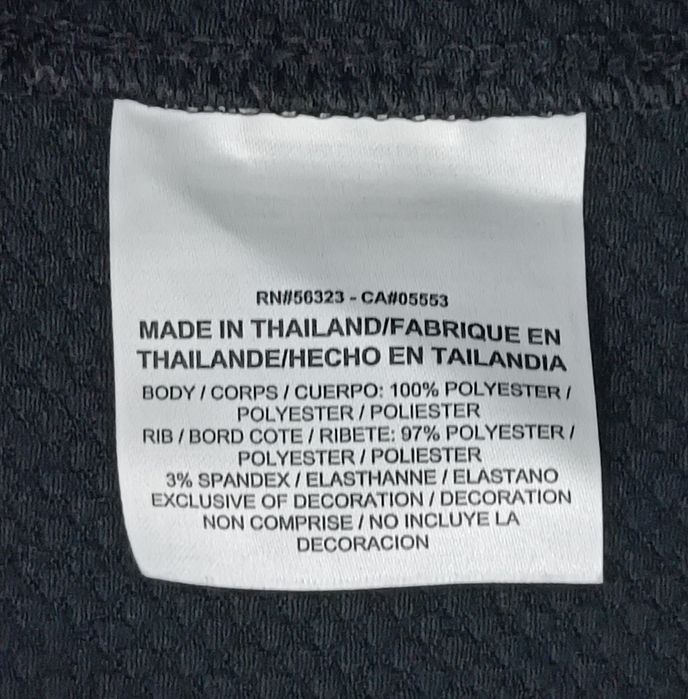 RN#56323 - CA#05553
MADE IN THAILAND/FABRIQUE EN
THAILANDE/HECHO EN TAILANDIA
BODY / CORPS / CUERPO: 100% POLYESTER /
POLYESTER / POLIESTER
RIB / BORD COTE / RIBETE: 97% POLYESTER /
POLYESTER / POLIESTER
3% SPANDEX / ELASTHANNE / ELASTANO
EXCLUSIVE OF DECORATION / DECORATION
NON COMPRISE / NO INCLUYE LA
DECORACION